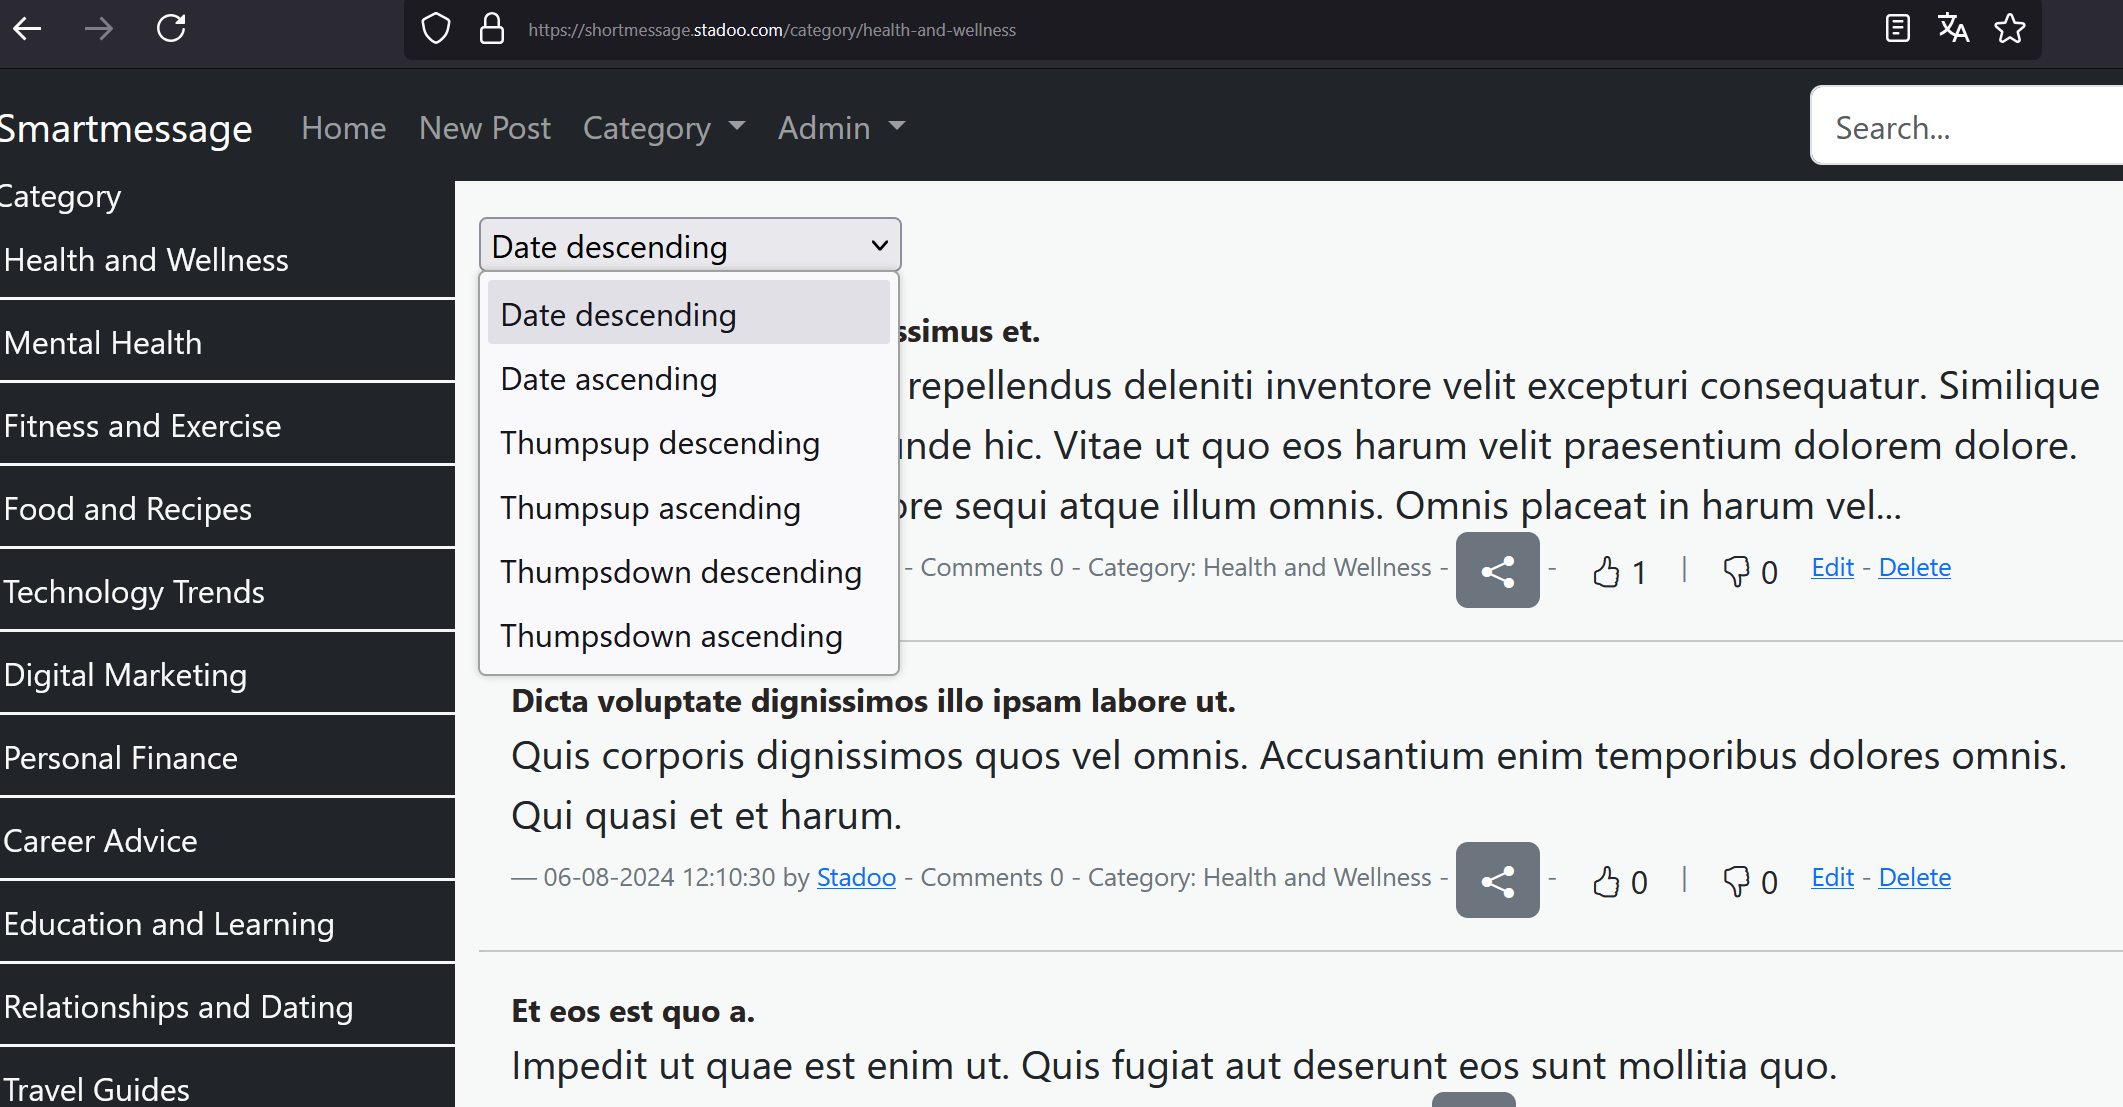 https://shortmessage.stadoo.com/category/health-and-wellness
Smartmessage Home New Post Category Admin Search...
Category
Health and Wellness
Mental Health
Fitness and Exercise
Food and Recipes
Technology Trends
Digital Marketing
Personal Finance
Career Advice
Education and Learning
Relationships and Dating
Travel Guides
Date descending
Date descending
Date ascending
Thumpsup descending
Thumpsup ascending
Thumpsdown descending
Thumpsdown ascending
et.
repellendus deleniti inventore velit excepturi consequatur. Similique
hic. Vitae ut quo eos harum velit praesentium dolorem dolore.
sequi atque illum omnis. Omnis placeat in harum vel...
- Comments 0 - Category: Health and Wellness - - 1 | 0 Edit - Delete
Dicta voluptate dignissimos illo ipsam labore ut.
Quis corporis dignissimos quos vel omnis. Accusantium enim temporibus dolores omnis.
Qui quasi et et harum.
— 06-08-2024 12:10:30 by Stadoo - Comments 0 - Category: Health and Wellness - - 0 | 0 Edit - Delete
Et eos est quo a.
Impedit ut quae est enim ut. Quis fugiat aut deserunt eos sunt mollitia quo.